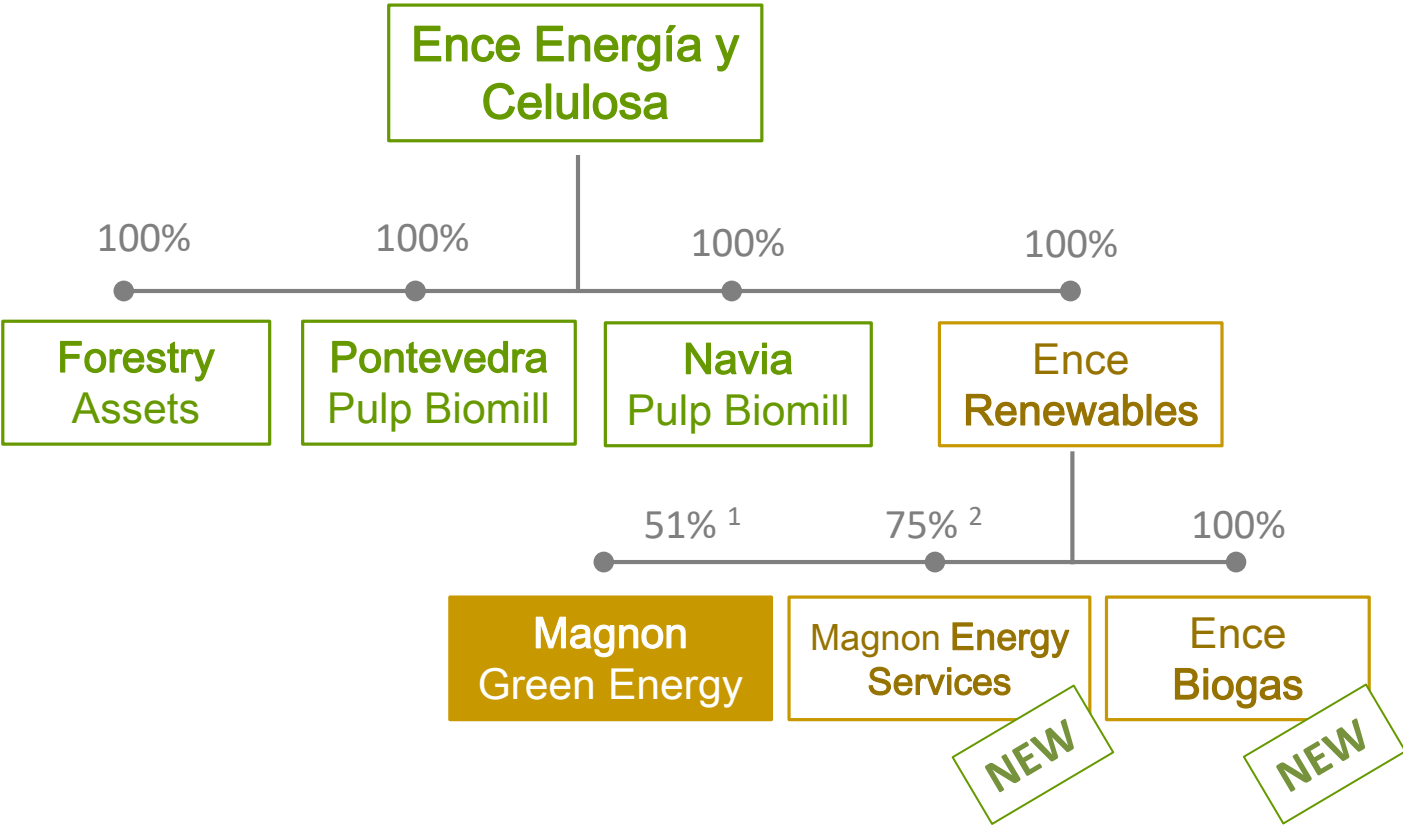 Ence Energía y
Celulosa
100%
100%
100%
100%
Forestry
Assets
Pontevedra
Pulp Biomill
Navia
Pulp Biomill
Ence
Renewables
51% 1
75% 2
100%
Magnon
Green Energy
Magnon Energy
Services
Ence
Biogas
NEW
NEW